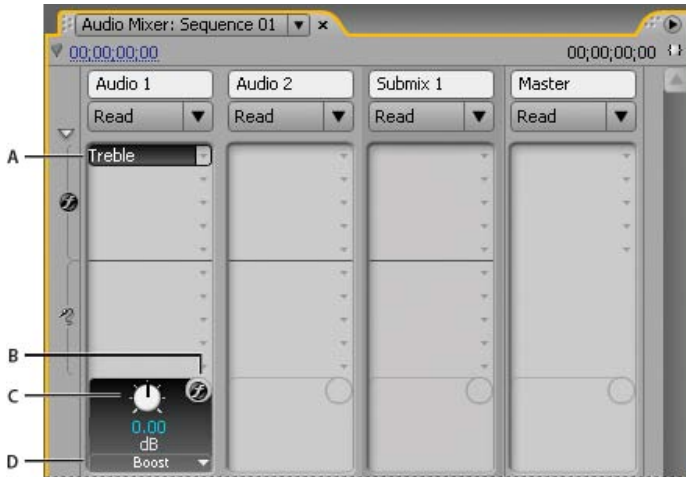 Audio Mixer: Sequence 01
00;00;00;00 00;00;00;00
Audio 1 Audio 2 Submix 1 Master
Read Read Read Read
A Treble
B
C
0.00
dB
D Boost